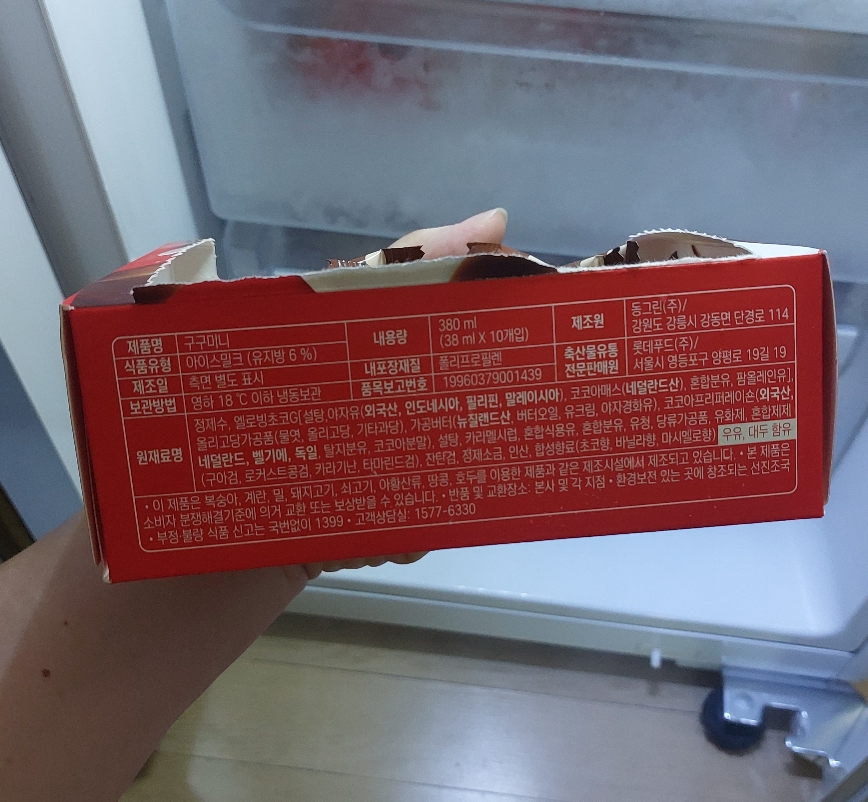 제품명 구구미니 내용량 380 ml (38 ml X 10개입) 제조원 동그린(주)/ 강원도 강릉시 강동면 단경로 114
식품유형 아이스밀크 (유지방 6 %)
제조일 측면 별도 표시 내포장재질 폴리프로필렌 축산물유통전문판매원 롯데푸드(주)/ 서울시 영등포구 양평로 19길 19
보관방법 영하 18 ℃ 이하 냉동보관 품목보고번호 19960379001439
원재료명
정제수, 옐로빙초코G[설탕,야자유(외국산, 인도네시아, 필리핀, 말레이시아), 코코아매스(네덜란드산), 혼합분유, 팜올레인유],
올리고당가공품(물엿, 올리고당, 기타과당), 가공버터(뉴질랜드산 버터오일, 유크림, 야자경화유), 코코아프리퍼레이숀(외국산,
네덜란드, 벨기에, 독일, 탈지분유, 코코아분말), 설탕, 카라멜시럽, 혼합식용유, 혼합분유, 유청, 당류가공품, 유화제, 혼합제제
(구아검, 로커스트콩검, 카라기난, 타마린드검), 잔탄검, 정제소금, 인산, 합성향료(초코향, 바닐라향, 마시멜로향) 우유, 대두 함유
• 이 제품은 복숭아, 계란, 밀, 돼지고기, 쇠고기, 아황산류, 땅콩, 호두를 이용한 제품과 같은 제조시설에서 제조되고 있습니다. • 본 제품은
소비자 분쟁해결기준에 의거 교환 또는 보상받을 수 있습니다. • 반품 및 교환장소: 본사 및 각 지점 • 환경보전 있는 곳에 창조되는 선진조국
• 부정·불량 식품 신고는 국번없이 1399 • 고객상담실: 1577-6330